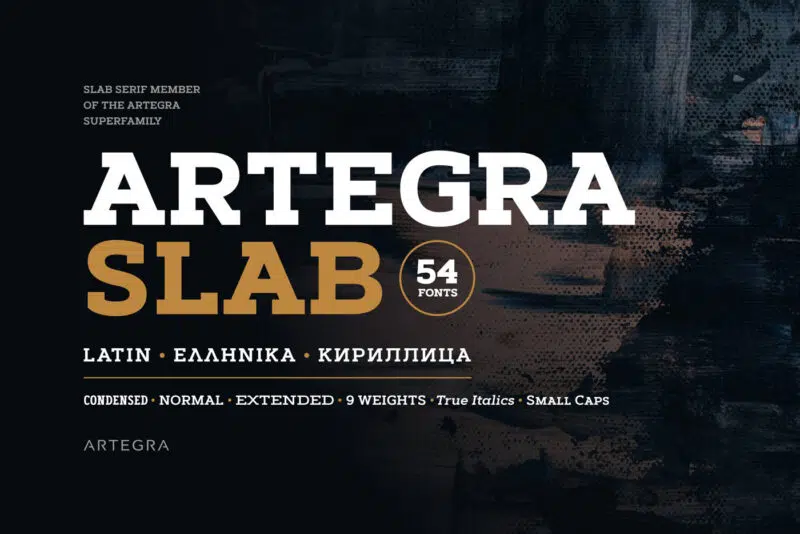 SLAB SERIF MEMBER
OF THE ARTEGRA
SUPERFAMILY
ARTEGRA
SLAB
54
FONTS
LATIN • ΕΛΛΗΝΙΚΑ • КИРИЛЛИЦА
CONDENSED • NORMAL • EXTENDED • 9 WEIGHTS • True Italics • Small Caps
ARTEGRA